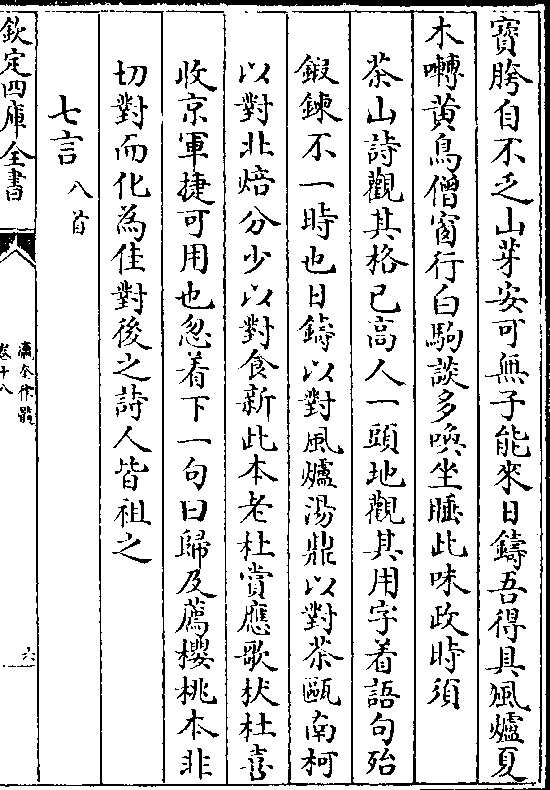 寳胯自不乏山芽安可無子能來日鑄吾得具風爐夏
木囀黄鳥僧窗行白駒談多喚坐睡此味政時須
茶山詩觀其格已高人一頭地觀其用字着語句殆
鍛鍊不一時也日鑄以對風爐湯鼎以對茶甌南柯
以對北焙分少以對食新此本老杜賞應歌杕杜喜
收京軍捷可用也忽着下一句曰歸及薦櫻桃本非
切對而化為佳對後之詩人皆祖之
七言八首
欽定四庫全書
瀛奎律髓
卷十八
六